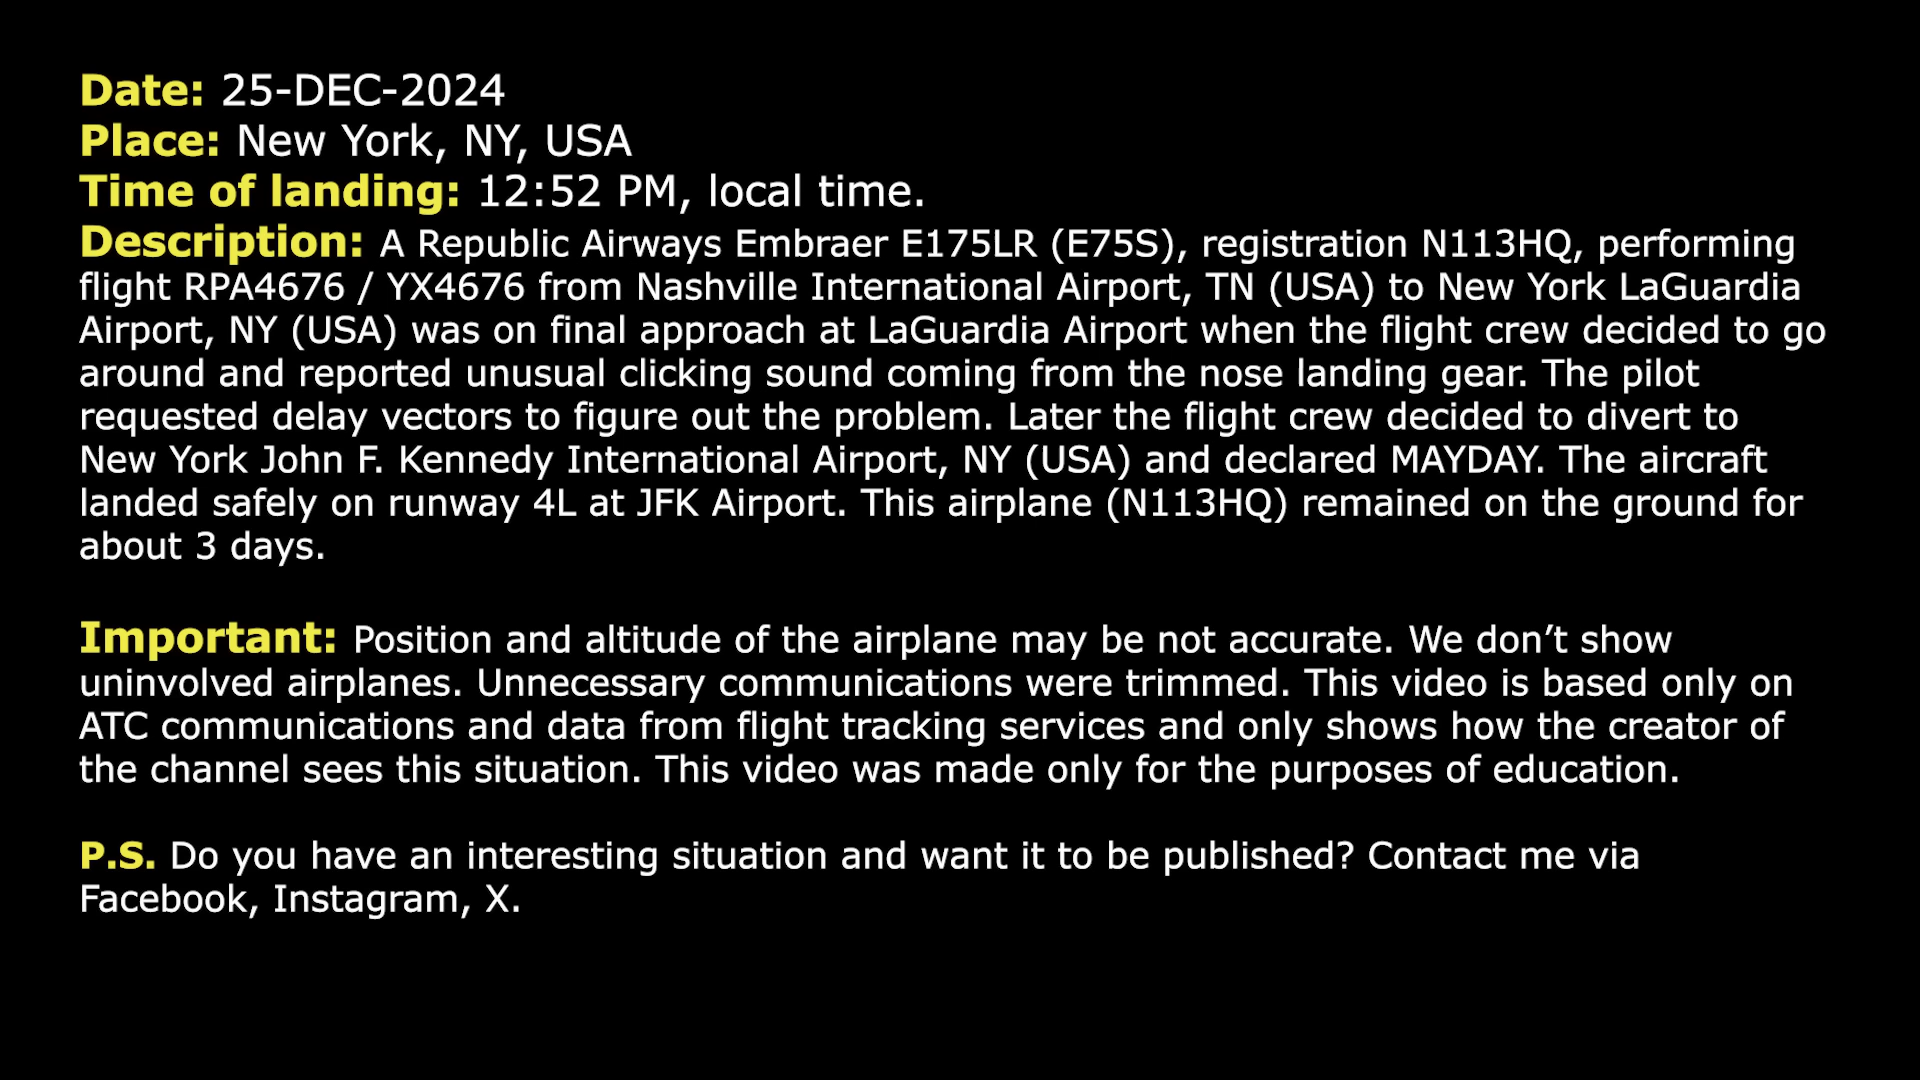 Date: 25-DEC-2024
Place: New York, NY, USA
Time of landing: 12:52 PM, local time.
Description: A Republic Airways Embraer E175LR (E75S), registration N113HQ, performing
flight RPA4676 / YX4676 from Nashville International Airport, TN (USA) to New York LaGuardia
Airport, NY (USA) was on final approach at LaGuardia Airport when the flight crew decided to go
around and reported unusual clicking sound coming from the nose landing gear. The pilot
requested delay vectors to figure out the problem. Later the flight crew decided to divert to
New York John F. Kennedy International Airport, NY (USA) and declared MAYDAY. The aircraft
landed safely on runway 4L at JFK Airport. This airplane (N113HQ) remained on the ground for
about 3 days.
Important: Position and altitude of the airplane may be not accurate. We don’t show
uninvolved airplanes. Unnecessary communications were trimmed. This video is based only on
ATC communications and data from flight tracking services and only shows how the creator of
the channel sees this situation. This video was made only for the purposes of education.
P.S. Do you have an interesting situation and want it to be published? Contact me via
Facebook, Instagram, X.